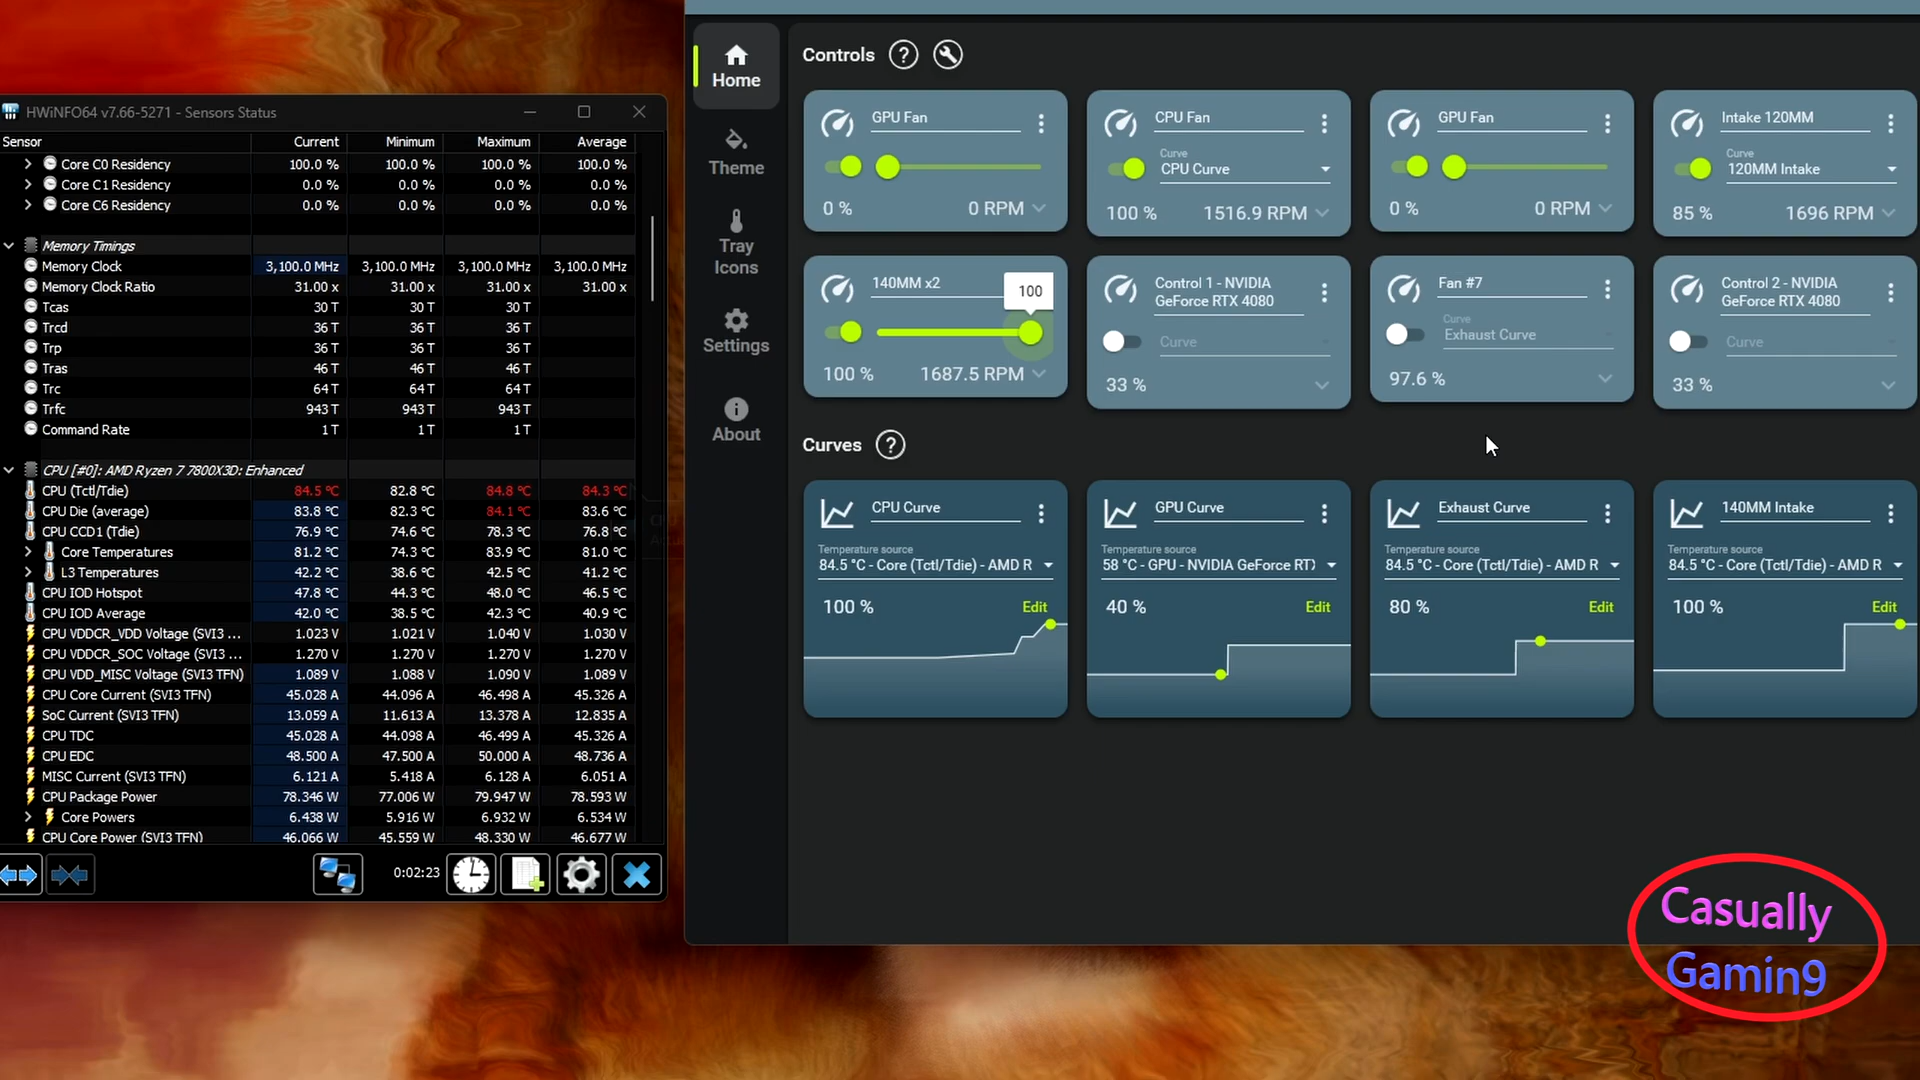 HWiNFO64 v7.66-5271 - Sensors Status
Sensor Current Minimum Maximum Average
Core C0 Residency 100.0 % 100.0 % 100.0 % 100.0 %
Core C1 Residency 0.0 % 0.0 % 0.0 % 0.0 %
Core C6 Residency 0.0 % 0.0 % 0.0 % 0.0 %
Memory Timings
Memory Clock 3,100.0 MHz 3,100.0 MHz 3,100.0 MHz 3,100.0 MHz
Memory Clock Ratio 31.00 x 31.00 x 31.00 x 31.00 x
Tcas 30 T 30 T 30 T
Trcd 36 T 36 T 36 T
Trp 36 T 36 T 36 T
Tras 46 T 46 T 46 T
Trc 64 T 64 T 64 T
Trfc 943 T 943 T 943 T
Command Rate 1 T 1 T 1 T
CPU [#0]: AMD Ryzen 7 7800X3D: Enhanced
CPU (Tctl/Tdie) 84.5 °C 82.8 °C 84.8 °C 84.3 °C
CPU Die (average) 83.8 °C 82.3 °C 84.1 °C 83.6 °C
CPU CCD1 (Tdie) 76.9 °C 74.6 °C 78.3 °C 76.8 °C
Core Temperatures 81.2 °C 74.3 °C 83.9 °C 81.0 °C
L3 Temperatures 42.2 °C 38.6 °C 42.5 °C 41.2 °C
CPU IOD Hotspot 47.8 °C 44.3 °C 48.0 °C 46.5 °C
CPU IOD Average 42.0 °C 38.5 °C 42.3 °C 40.9 °C
CPU VDDCR_VDD Voltage (SVI3 ... 1.023 V 1.021 V 1.040 V 1.030 V
CPU VDDCR_SOC Voltage (SVI3 ... 1.270 V 1.270 V 1.270 V 1.270 V
CPU VDD_MISC Voltage (SVI3 TFN) 1.089 V 1.088 V 1.090 V 1.089 V
CPU Core Current (SVI3 TFN) 45.028 A 44.096 A 46.498 A 45.326 A
SoC Current (SVI3 TFN) 13.059 A 11.613 A 13.378 A 12.835 A
CPU TDC 45.028 A 44.098 A 46.499 A 45.326 A
CPU EDC 48.500 A 47.500 A 50.000 A 48.736 A
MISC Current (SVI3 TFN) 6.121 A 5.418 A 6.128 A 6.051 A
CPU Package Power 78.346 W 77.006 W 79.947 W 78.593 W
Core Powers 6.438 W 5.916 W 6.932 W 6.534 W
CPU Core Power (SVI3 TFN) 46.066 W 45.559 W 48.330 W 46.677 W
0:02:23
Home
Theme
Tray
Icons
Settings
About
Controls
GPU Fan
0 % 0 RPM
CPU Fan
Curve
CPU Curve
100 % 1516.9 RPM
GPU Fan
0 % 0 RPM
Intake 120MM
Curve
120MM Intake
85 % 1696 RPM
140MM x2
100
100 % 1687.5 RPM
Control 1 - NVIDIA
GeForce RTX 4080
Curve
33 %
Fan #7
Curve
Exhaust Curve
97.6 %
Control 2 - NVIDIA
GeForce RTX 4080
Curve
33 %
Curves
CPU Curve
Temperature source
84.5 °C - Core (Tctl/Tdie) - AMD R
100 % Edit
GPU Curve
Temperature source
58 °C - GPU - NVIDIA GeForce RTX
40 % Edit
Exhaust Curve
Temperature source
84.5 °C - Core (Tctl/Tdie) - AMD R
80 % Edit
140MM Intake
Temperature source
84.5 °C - Core (Tctl/Tdie) - AMD R
100 % Edit
Casually
Gamin9